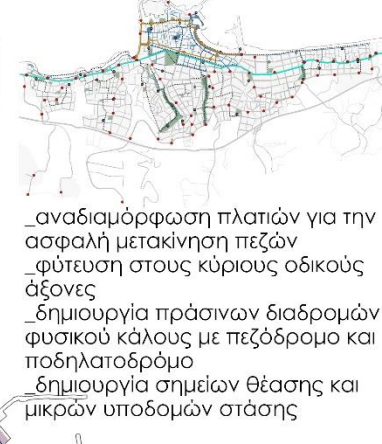 _αναδιαμόρφωση πλατιών για την
ασφαλή μετακίνηση πεζών
_φύτευση στους κύριους οδικούς
άξονες
_δημιουργία πράσινων διαδρομών
φυσικού κάλους με πεζόδρομο και
ποδηλατοδρόμο
_δημιουργία σημείων θέασης και
μικρών υποδομών στάσης